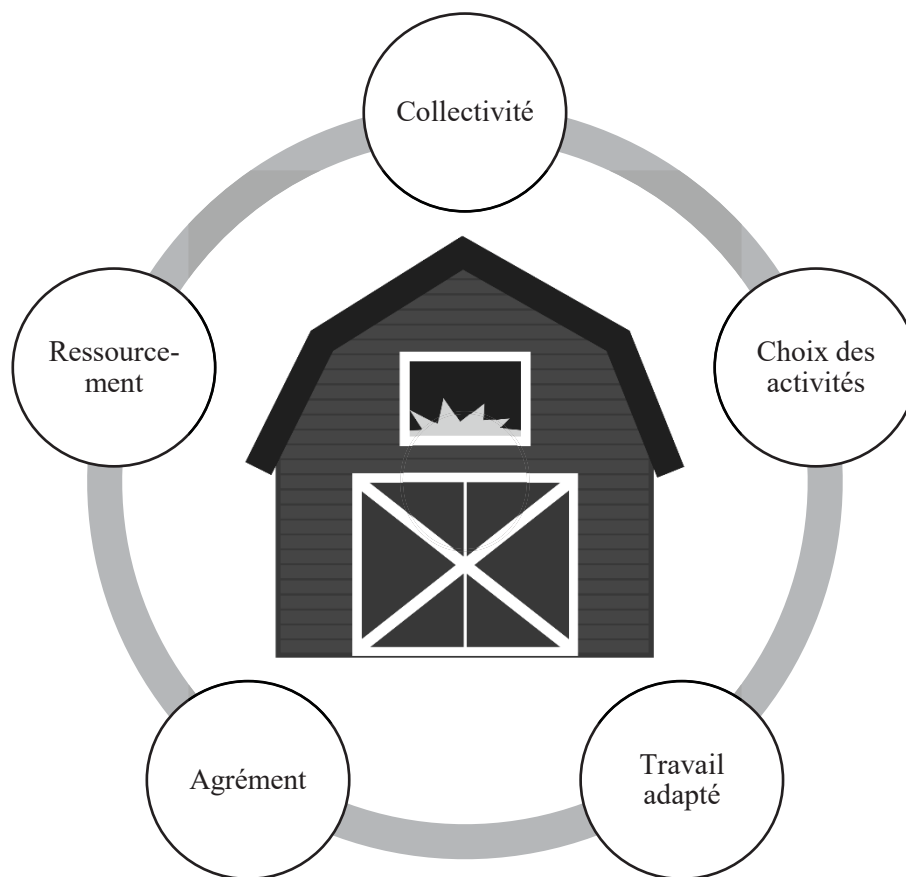 Collectivité
Ressource-
ment
Choix des
activités
Agrément
Travail
adapté